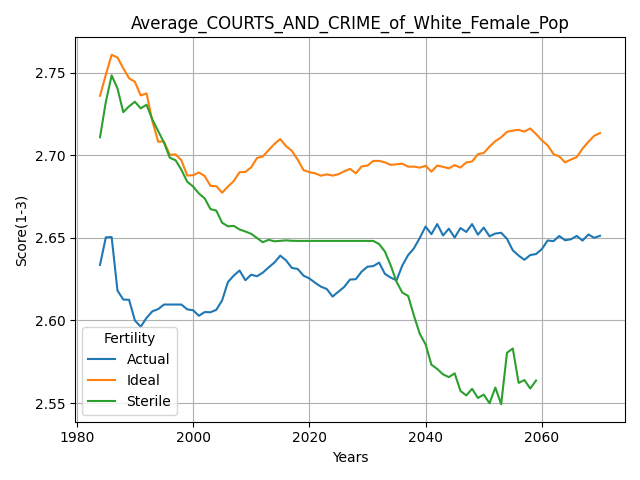 Average_COURTS_AND_CRIME_of_White_Female_Pop
Score(1-3)
2.75
2.70
2.65
2.60
2.55
Fertility
Actual
Ideal
Sterile
1980
2000
2020
2040
2060
Years